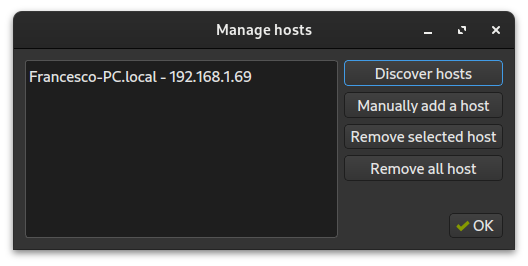 Manage hosts
Francesco-PC.local - 192.168.1.69
Discover hosts
Manually add a host
Remove selected host
Remove all host
OK